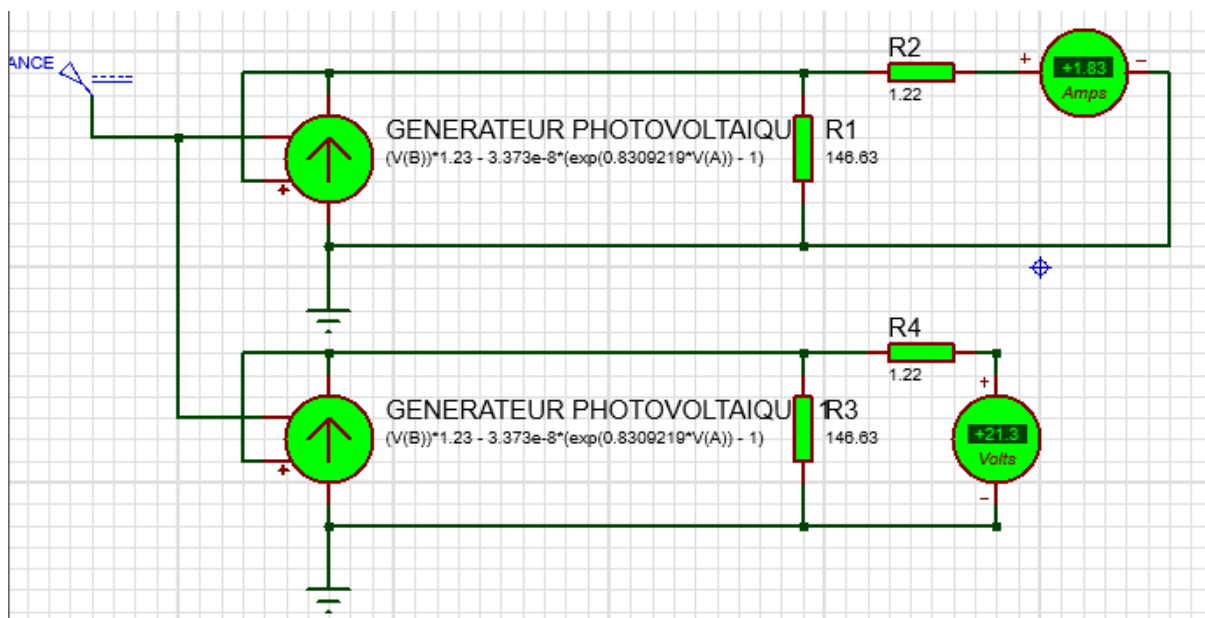 ANCE
R2
1.22
+
-
+1.83
Amps
GENERATEUR PHOTOVOLTAIQU
(V(B))*1.23 - 3.373e-8*(exp(0.8309219*V(A)) - 1)
+
R1
146.63
R4
1.22
GENERATEUR PHOTOVOLTAIQU 1
(V(B))*1.23 - 3.373e-8*(exp(0.8309219*V(A)) - 1)
+
R3
146.63
+
+21.3
Volts
-